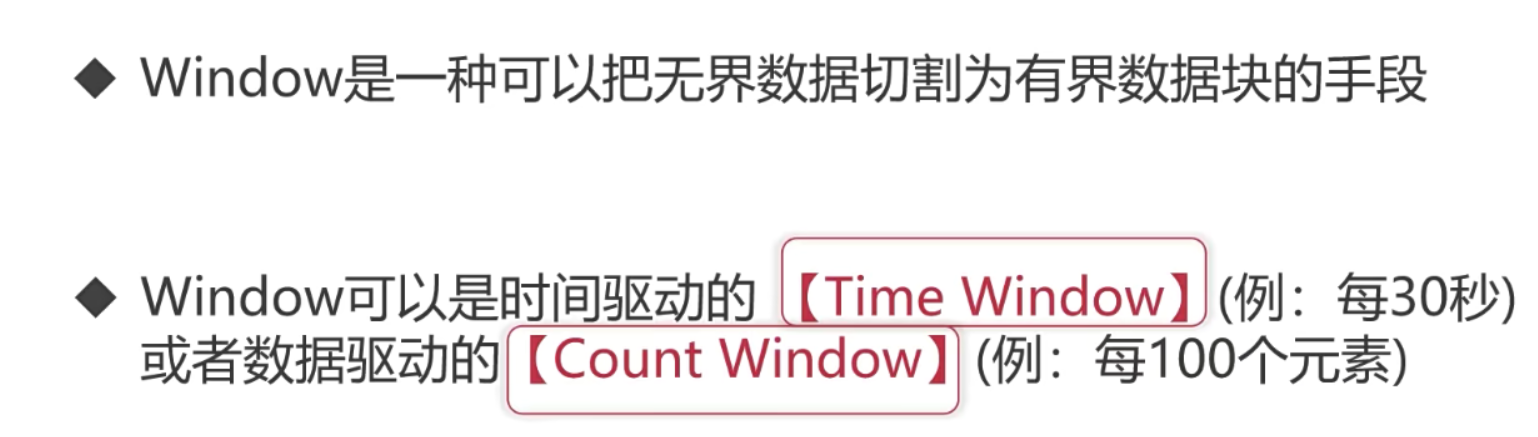 ◆ Window是一种可以把无界数据切割为有界数据块的手段
◆ Window可以是时间驱动的【Time Window】(例：每30秒)
或者数据驱动的【Count Window】(例：每100个元素)